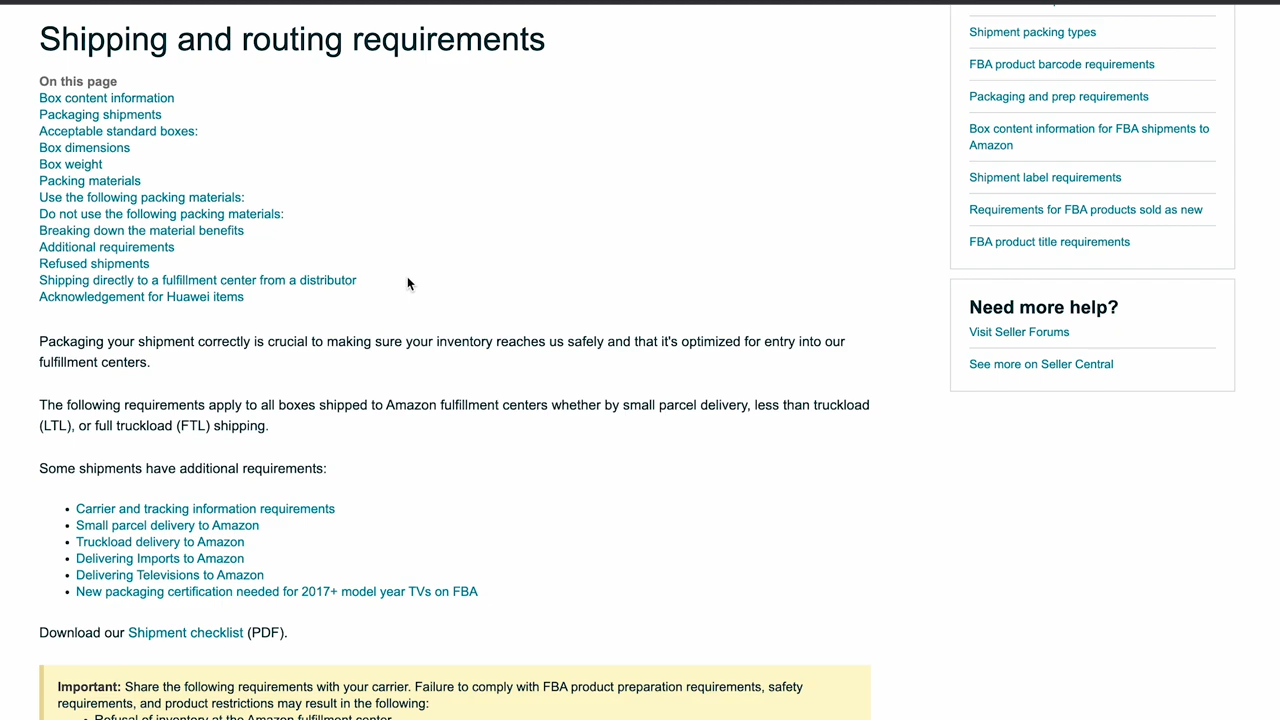 Shipping and routing requirements
On this page
Box content information
Packaging shipments
Acceptable standard boxes:
Box dimensions
Box weight
Packing materials
Use the following packing materials:
Do not use the following packing materials:
Breaking down the material benefits
Additional requirements
Refused shipments
Shipping directly to a fulfillment center from a distributor
Acknowledgement for Huawei items
Packaging your shipment correctly is crucial to making sure your inventory reaches us safely and that it's optimized for entry into our
fulfillment centers.
The following requirements apply to all boxes shipped to Amazon fulfillment centers whether by small parcel delivery, less than truckload
(LTL), or full truckload (FTL) shipping.
Some shipments have additional requirements:
• Carrier and tracking information requirements
• Small parcel delivery to Amazon
• Truckload delivery to Amazon
• Delivering Imports to Amazon
• Delivering Televisions to Amazon
• New packaging certification needed for 2017+ model year TVs on FBA
Download our Shipment checklist (PDF).
Important: Share the following requirements with your carrier. Failure to comply with FBA product preparation requirements, safety
requirements, and product restrictions may result in the following:
• Refusal of inventory at the Amazon fulfillment center
Shipment packing types
FBA product barcode requirements
Packaging and prep requirements
Box content information for FBA shipments to
Amazon
Shipment label requirements
Requirements for FBA products sold as new
FBA product title requirements
Need more help?
Visit Seller Forums
See more on Seller Central